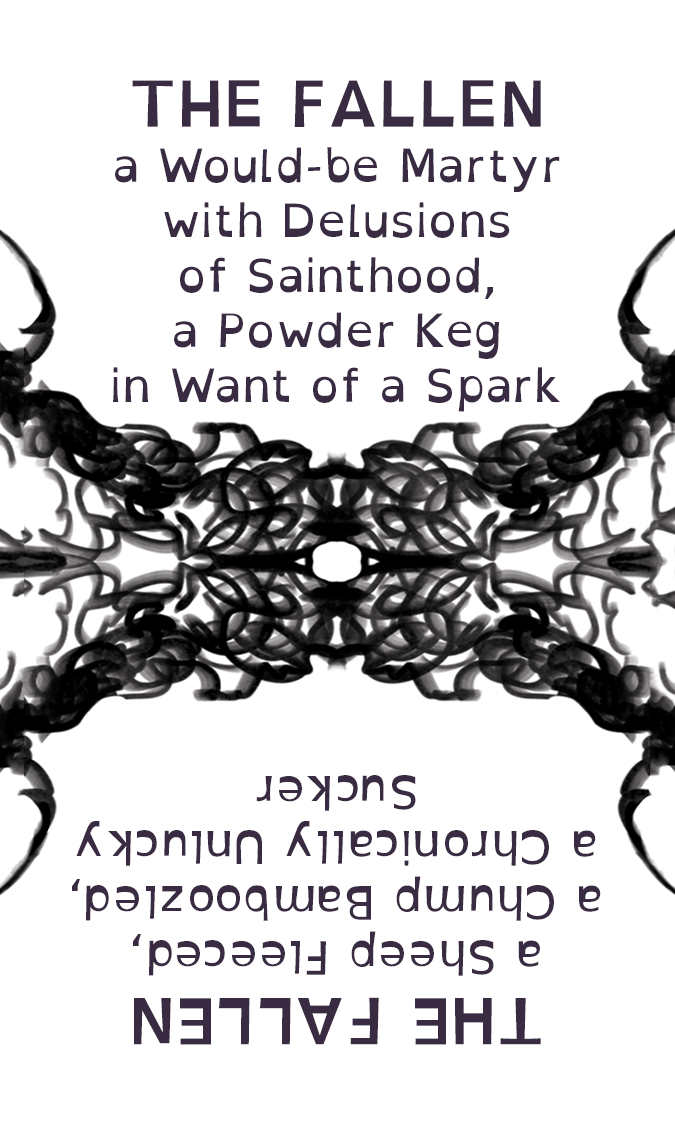 THE FALLEN
a Would-be Martyr
with Delusions
of Sainthood,
a Powder Keg
in Want of a Spark
THE FALLEN
a Sheep Fleeced,
a Chump Bamboozled,
a Chronically Unlucky
Sucker